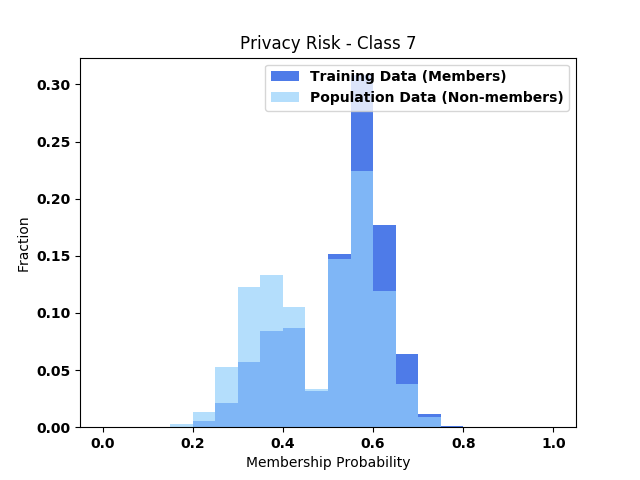 Privacy Risk - Class 7
Training Data (Members)
Population Data (Non-members)
0.30
0.25
0.20
0.15
0.10
0.05
0.00
Fraction
0.0 0.2 0.4 0.6 0.8 1.0
Membership Probability